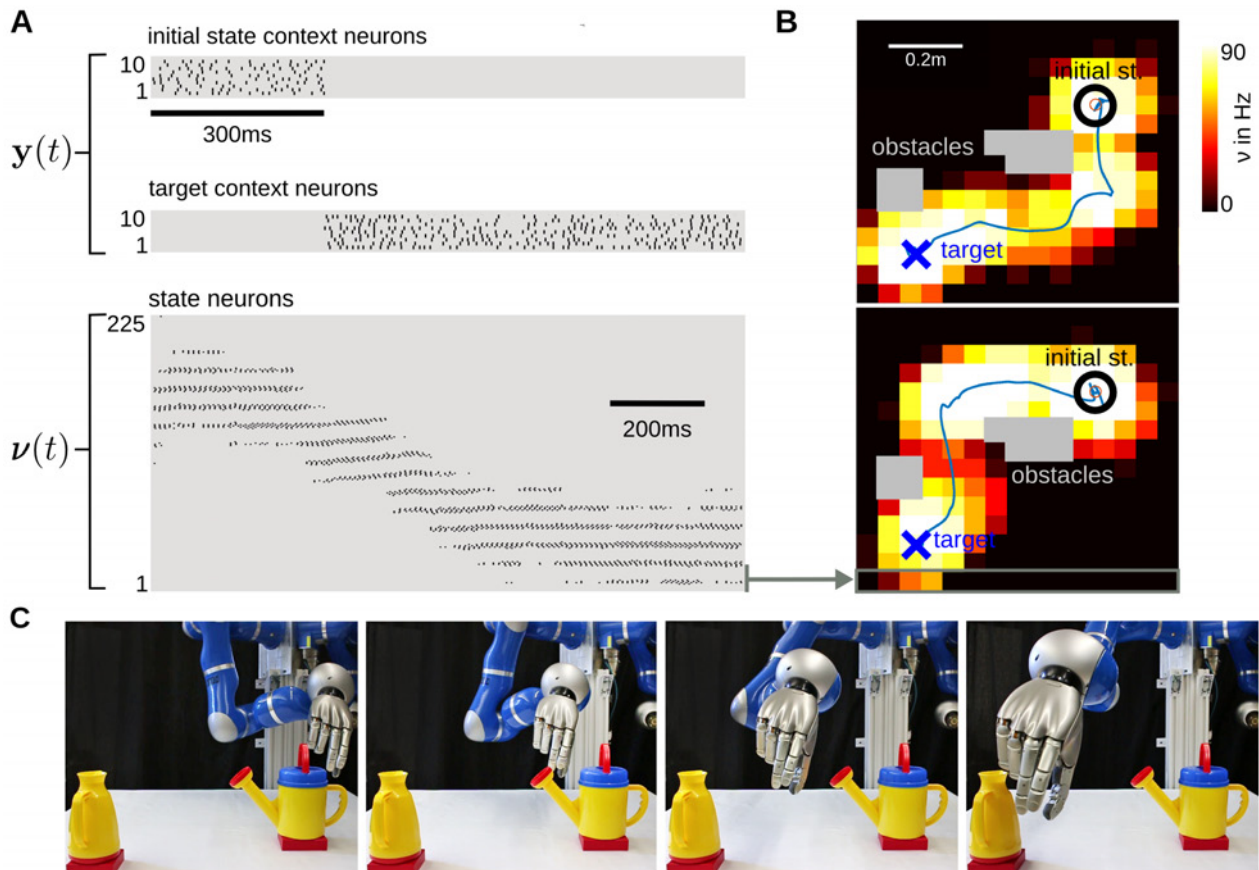 A
initial state context neurons
10
1
300ms
y(t)
target context neurons
10
1
state neurons
225
200ms
ν(t)
1
B
0.2m
initial st.
obstacles
target
90
ν in Hz
0
initial st.
obstacles
target
C